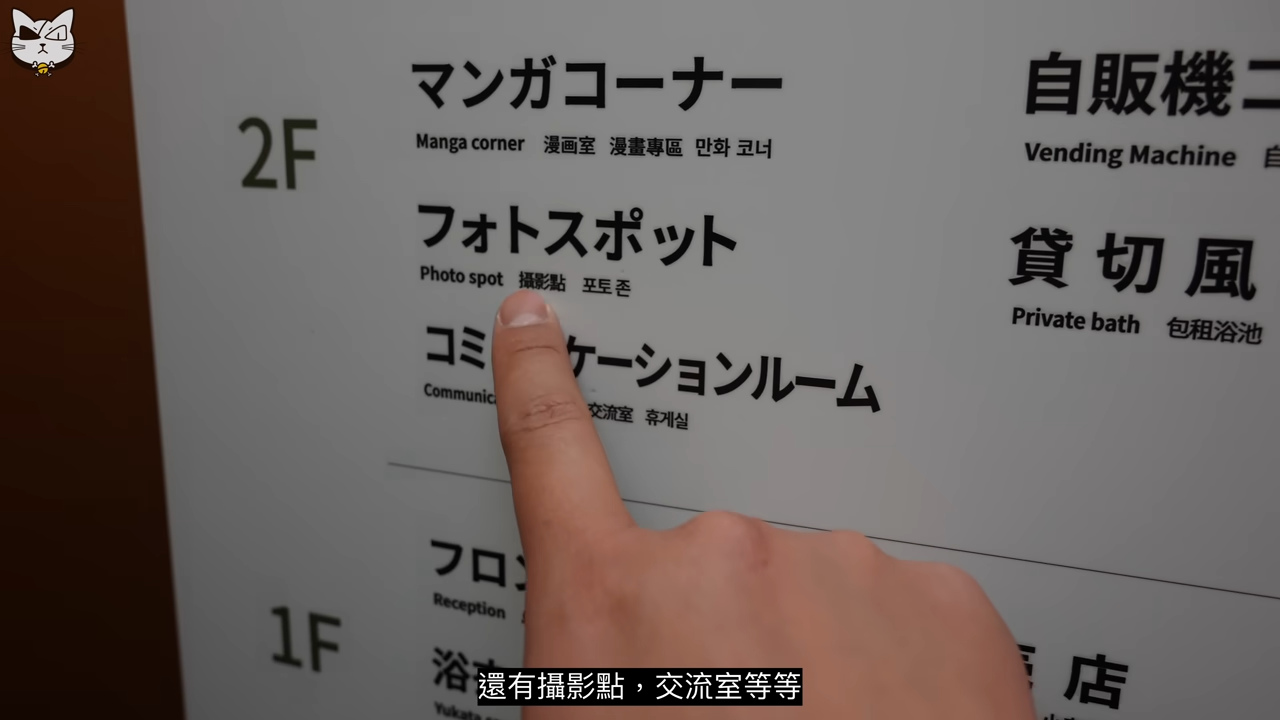 2F
マンガコーナー
Manga corner 漫画室 漫畫專區 만화 코너
フォトスポット
Photo spot 攝影點 포토 존
コミ ケーションルーム
交流室 휴게실
自販機コ
Vending Machine 自
貸切風
Private bath 包租浴池
1F
フロン
Reception
浴衣
Yukata
店
還有攝影點，交流室等等